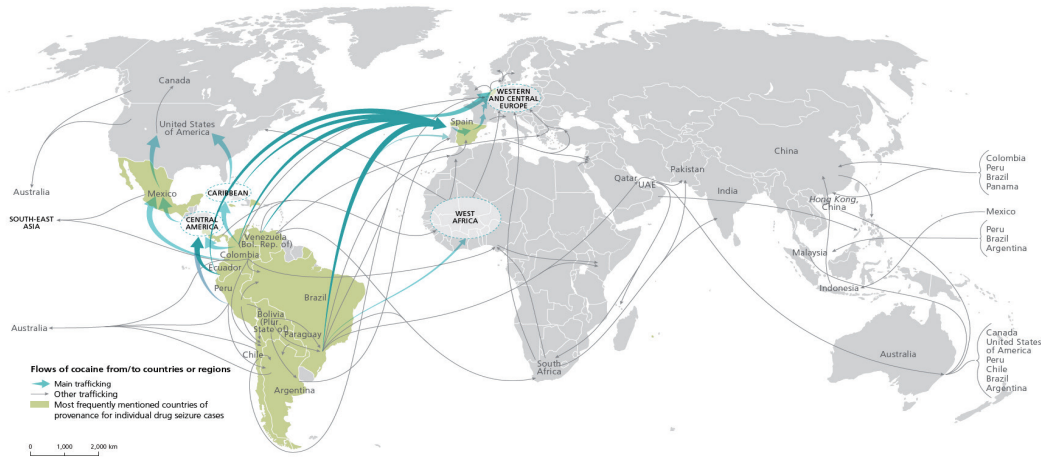 Canada
United States
of America
Australia
SOUTH-EAST
ASIA
Mexico
CARIBBEAN
CENTRAL
AMERICA
Venezuela
(Bol. Rep. of)
Colombia
Ecuador
Peru
Brazil
Bolivia
(Plur.
State of)
Paraguay
Chile
Argentina
Australia
WESTERN
AND CENTRAL
EUROPE
Spain
WEST
AFRICA
South
Africa
Qatar
UAE
Pakistan
India
China
Hong Kong,
China
Malaysia
Indonesia
Australia
Colombia
Peru
Brazil
Panama
Mexico
Peru
Brazil
Argentina
Canada
United States
of America
Peru
Chile
Brazil
Argentina
Flows of cocaine from/to countries or regions
Main trafficking
Other trafficking
Most frequently mentioned countries of
provenance for individual drug seizure cases
0 1,000 2,000 km